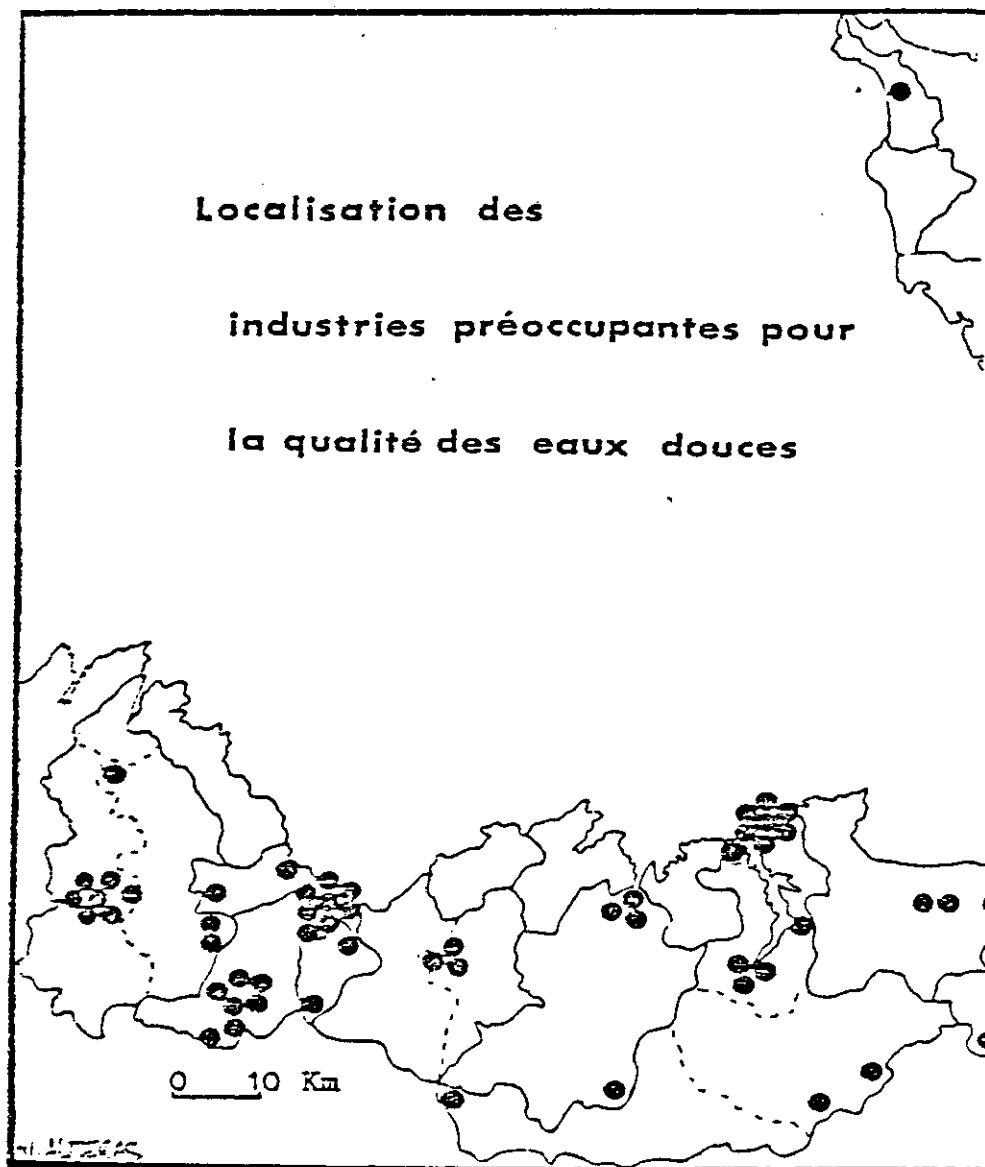 Localisation des
industries préoccupantes pour
la qualité des eaux douces
0 10 Km